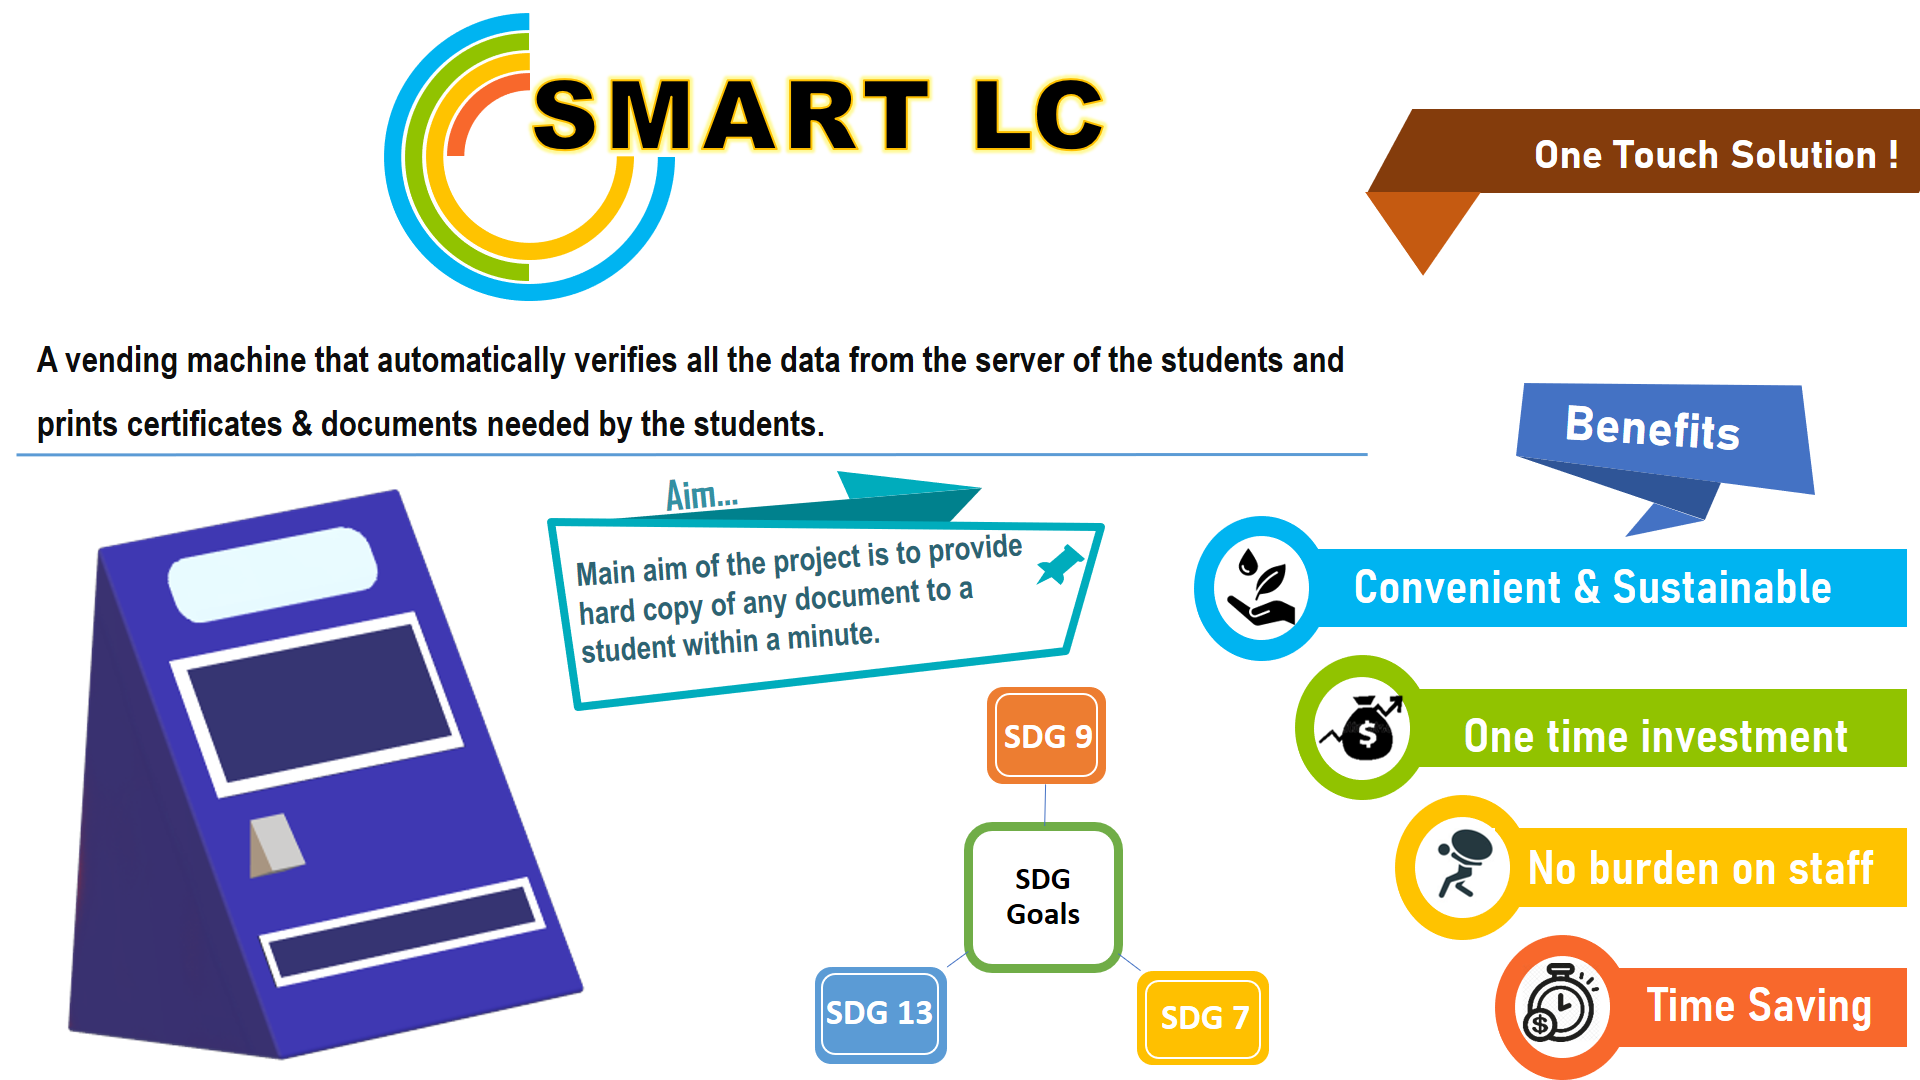 SMART LC
One Touch Solution !
A vending machine that automatically verifies all the data from the server of the students and
prints certificates & documents needed by the students.
Aim...
Main aim of the project is to provide
hard copy of any document to a
student within a minute.
SDG 9
SDG
Goals
SDG 13
SDG 7
Benefits
Convenient & Sustainable
$
One time investment
No burden on staff
$
Time Saving